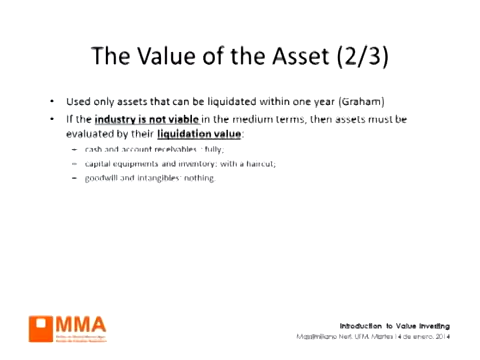 The Value of the Asset (2/3)
• Used only assets that can be liquidated within one year (Graham)
• If the industry is not viable in the medium terms, then assets must be
evaluated by their liquidation value:
– cash and account receivables : fully;
– capital equipments and inventory: with a haircut;
– goodwill and intangibles: nothing.
MMA
Introduction to Value Investing
Massimiliano Neri, UFM, Martes 14 de enero, 2014